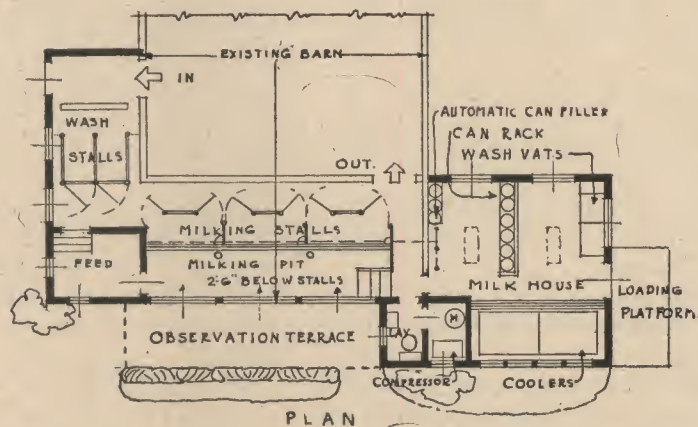 EXISTING BARN
IN
WASH
STALLS
AUTOMATIC CAN FILLER
CAN RACK
WASH VATS
OUT.
MILKING STALLS
FEED
MILKING PIT
2'-6" BELOW STALLS
MILK HOUSE
LOADING
PLATFORM
OBSERVATION TERRACE
LAV.
H
COMPRESSOR
COOLERS
PLAN